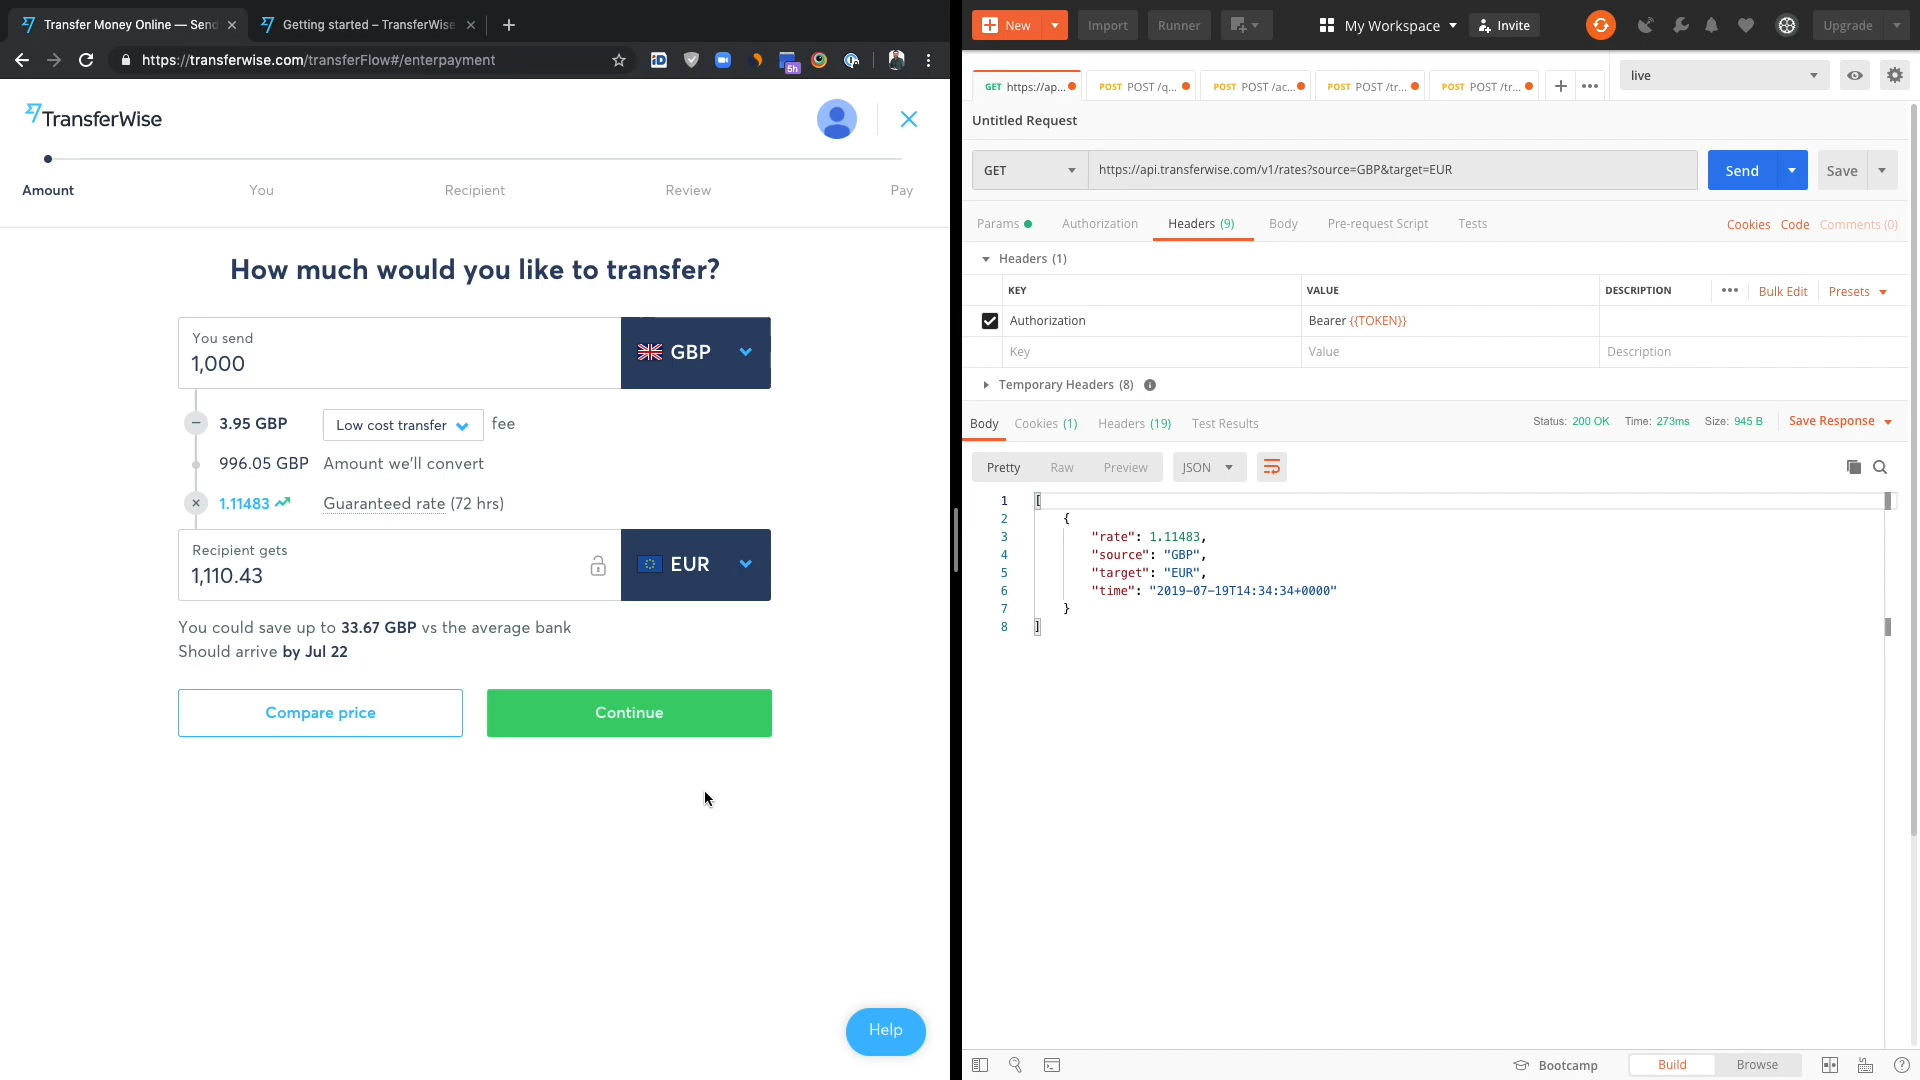 Transfer Money Online — Send
Getting started – TransferWise
https://transferwise.com/transferFlow#/enterpayment
5h
TransferWise
Amount
You
Recipient
Review
Pay
How much would you like to transfer?
You send
1,000
GBP
3.95 GBP
Low cost transfer
fee
996.05 GBP
Amount we'll convert
1.11483
Guaranteed rate (72 hrs)
Recipient gets
1,110.43
EUR
You could save up to 33.67 GBP vs the average bank
Should arrive by Jul 22
Compare price
Continue
Help
New
Import
Runner
My Workspace
Invite
Upgrade
GET https://ap...
POST POST /q...
POST POST /ac...
POST POST /tr...
POST POST /tr...
live
Untitled Request
GET
https://api.transferwise.com/v1/rates?source=GBP&target=EUR
Send
Save
Params
Authorization
Headers (9)
Body
Pre-request Script
Tests
Cookies
Code
Comments (0)
Headers (1)
KEY
VALUE
DESCRIPTION
Bulk Edit
Presets
Authorization
Bearer {{TOKEN}}
Key
Value
Description
Temporary Headers (8)
Body
Cookies (1)
Headers (19)
Test Results
Status: 200 OK
Time: 273ms
Size: 945 B
Save Response
Pretty
Raw
Preview
JSON
1 [
2 {
3 "rate": 1.11483,
4 "source": "GBP",
5 "target": "EUR",
6 "time": "2019-07-19T14:34:34+0000"
7 }
8 ]
Bootcamp
Build
Browse